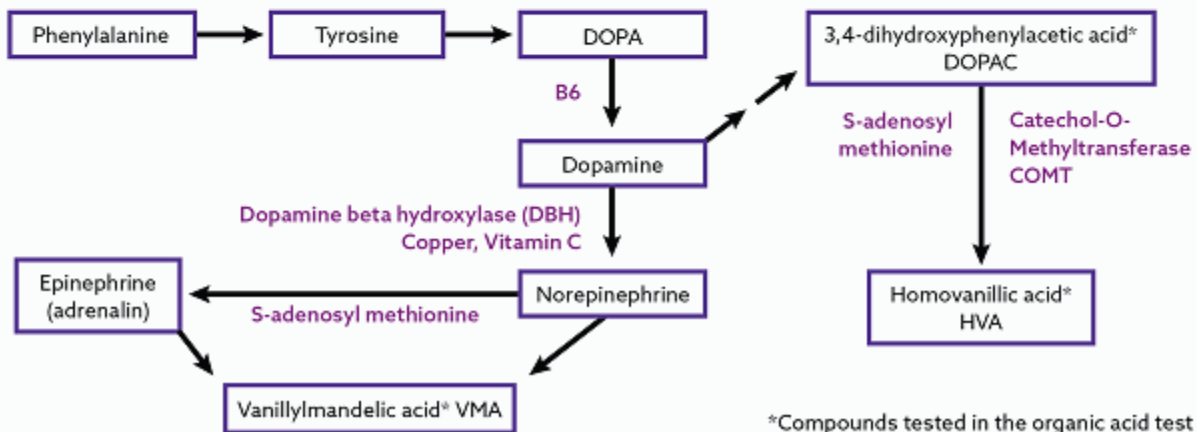 Phenylalanine
Tyrosine
DOPA
3,4-dihydroxyphenylacetic acid*
DOPAC
B6
S-adenosyl
methionine
Catechol-O-
Methyltransferase
COMT
Dopamine
Dopamine beta hydroxylase (DBH)
Copper, Vitamin C
Epinephrine
(adrenalin)
S-adenosyl methionine
Norepinephrine
Homovanillic acid*
HVA
Vanillylmandelic acid* VMA
*Compounds tested in the organic acid test